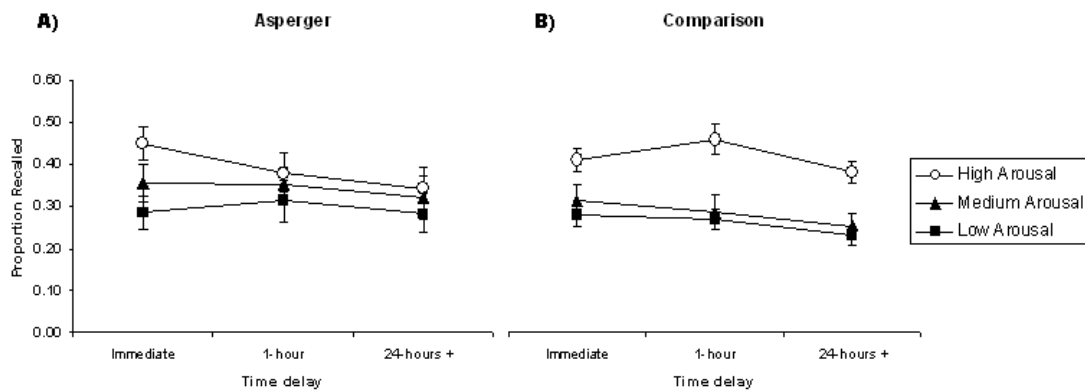 A) Asperger
B) Comparison
Proportion Recalled
0.60
0.50
0.40
0.30
0.20
0.10
0.00
Immediate 1-hour 24-hours +
Time delay
Immediate 1-hour 24-hours +
Time delay
High Arousal
Medium Arousal
Low Arousal